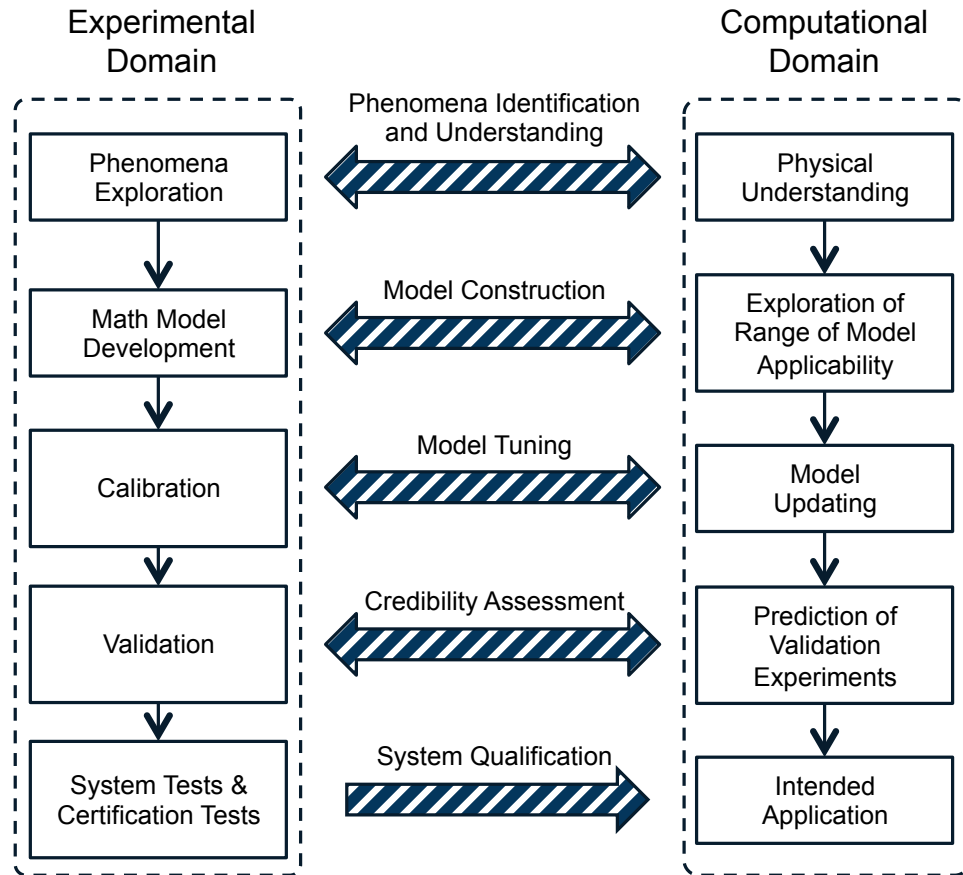 Experimental
Domain
Computational
Domain
Phenomena Identification
and Understanding
Phenomena
Exploration
Physical
Understanding
Model Construction
Math Model
Development
Exploration of
Range of Model
Applicability
Model Tuning
Calibration
Model
Updating
Credibility Assessment
Validation
Prediction of
Validation
Experiments
System Qualification
System Tests &
Certification Tests
Intended
Application